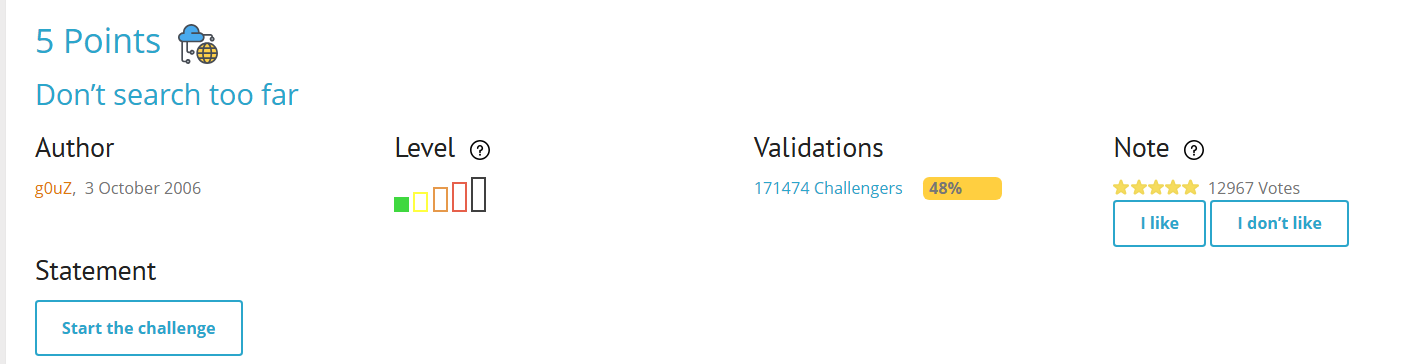 5 Points
Don't search too far
Author
Level ?
Validations
Note ?
g0uZ, 3 October 2006
171474 Challengers 48%
12967 Votes
I like
I don't like
Statement
Start the challenge